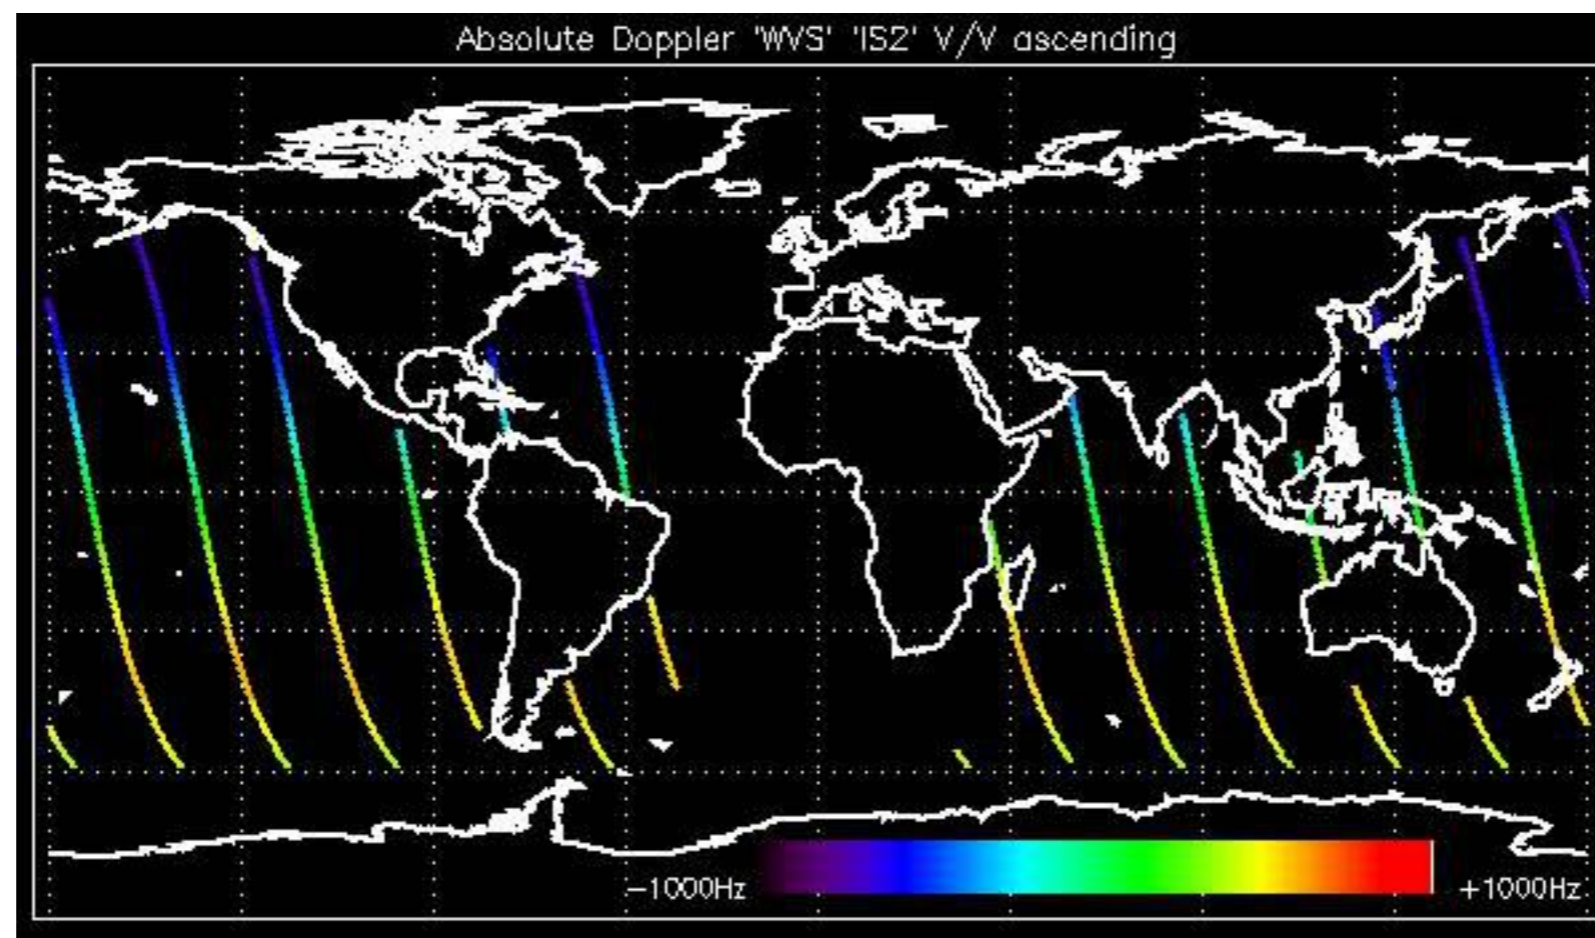 Absolute Doppler 'WVS' 'IS2' V/V ascending
−1000Hz +1000Hz